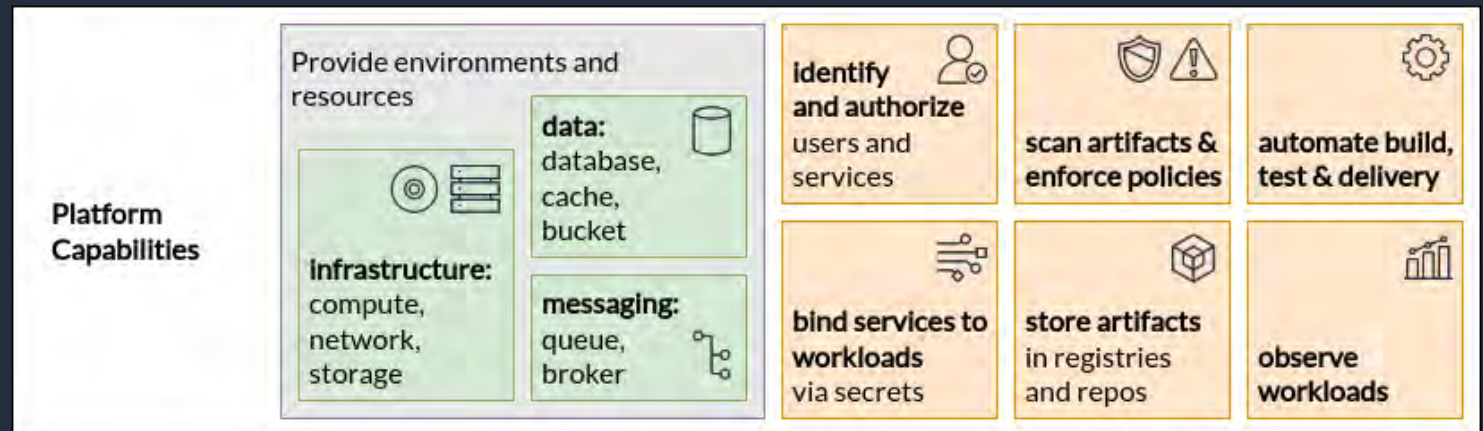 Platform
Capabilities
Provide environments and
resources
infrastructure:
compute,
network,
storage
data:
database,
cache,
bucket
messaging:
queue,
broker
identify
and authorize
users and
services
scan artifacts &
enforce policies
automate build,
test & delivery
bind services to
workloads
via secrets
store artifacts
in registries
and repos
observe
workloads